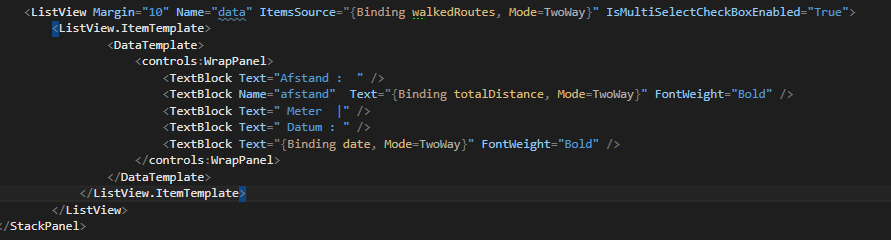 <ListView Margin="10" Name="data" ItemsSource="{Binding walkedRoutes, Mode=TwoWay}" IsMultiSelectCheckBoxEnabled="True">
<ListView.ItemTemplate>
<DataTemplate>
<controls:WrapPanel>
<TextBlock Text="Afstand :  " />
<TextBlock Name="afstand"  Text="{Binding totalDistance, Mode=TwoWay}" FontWeight="Bold" />
<TextBlock Text=" Meter  |" />
<TextBlock Text=" Datum : " />
<TextBlock Text="{Binding date, Mode=TwoWay}" FontWeight="Bold" />
</controls:WrapPanel>
</DataTemplate>
</ListView.ItemTemplate>
</ListView>
</StackPanel>